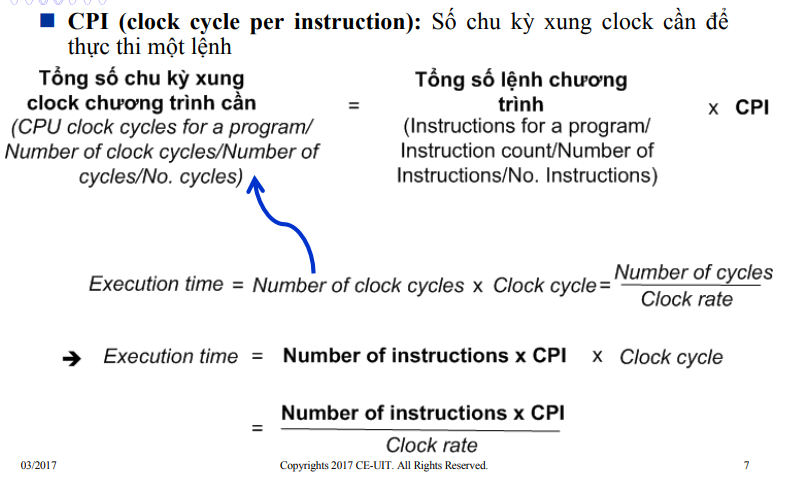 ■ CPI (clock cycle per instruction): Số chu kỳ xung clock cần để
thực thi một lệnh
Tổng số chu kỳ xung
clock chương trình cần
(CPU clock cycles for a program/
Number of clock cycles/Number of
cycles/No. cycles)
=
Tổng số lệnh chương
trình
(Instructions for a program/
Instruction count/Number of
Instructions/No. Instructions)
x CPI
Execution time = Number of clock cycles x Clock cycle =
Number of cycles
Clock rate
➔ Execution time = Number of instructions x CPI x Clock cycle
=
Number of instructions x CPI
Clock rate
03/2017 Copyrights 2017 CE-UIT. All Rights Reserved. 7